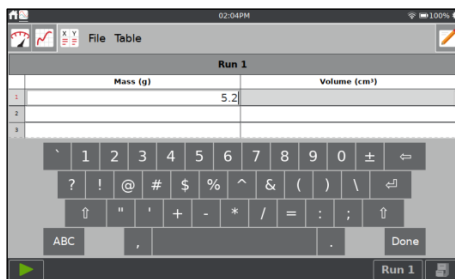 02:04PM 100%
X Y File Table
Run 1
Mass (g) Volume (cm³)
1 5.2
2
3
` 1 2 3 4 5 6 7 8 9 0 ±
? ! @ # $ % ^ & ( ) \
" ' + - * / = : ;
ABC , . Done
Run 1